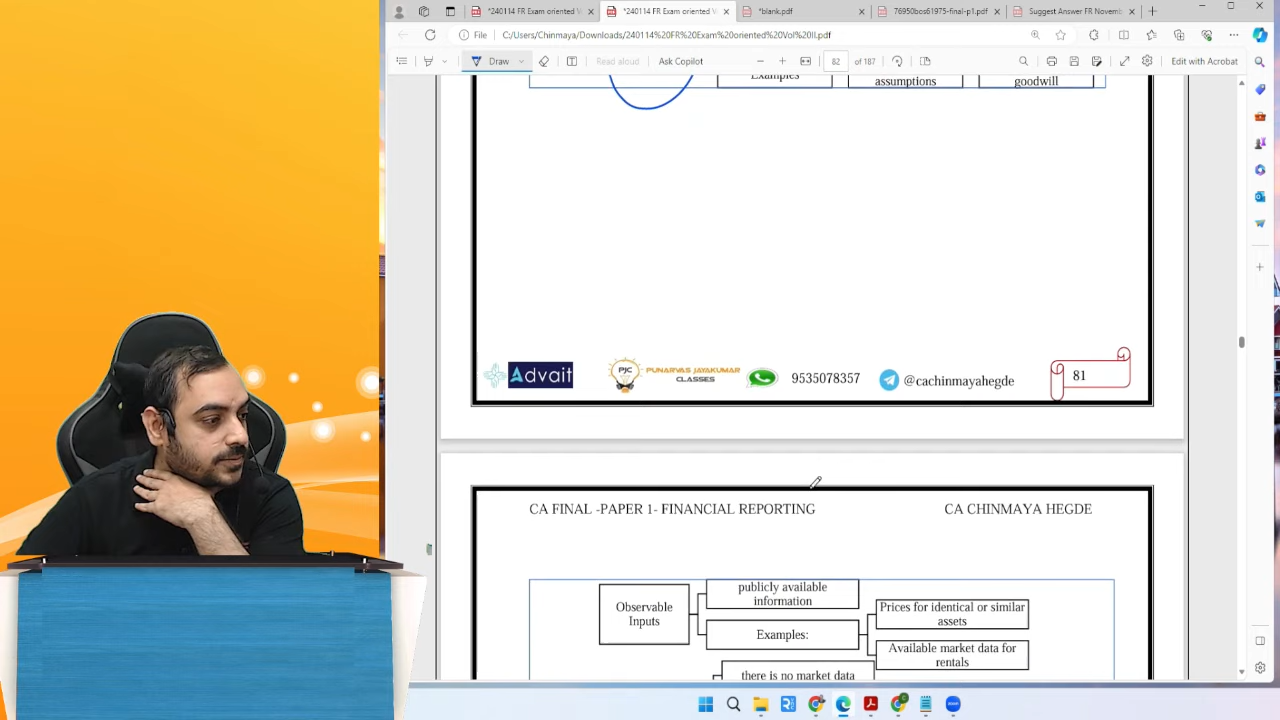 *240114 FR Exam oriented V
*240114 FR Exam oriented V
*blank.pdf
76950bos61975-final-p1.pdf
Suggest Answer FR Novemb
File
C:/Users/Chinmaya/Downloads/240114%20FR%20Exam%20oriented%20Vol%20II.pdf
Draw
Read aloud
Ask Copilot
82
of 187
Edit with Acrobat
Examples
assumptions
goodwill
Advait
PJC
PUNARVAS JAYAKUMAR
CLASSES
9535078357
@cachinmayahegde
81
CA FINAL -PAPER 1- FINANCIAL REPORTING
CA CHINMAYA HEGDE
Observable
Inputs
publicly available
information
Examples:
Prices for identical or similar
assets
Available market data for
rentals
there is no market data